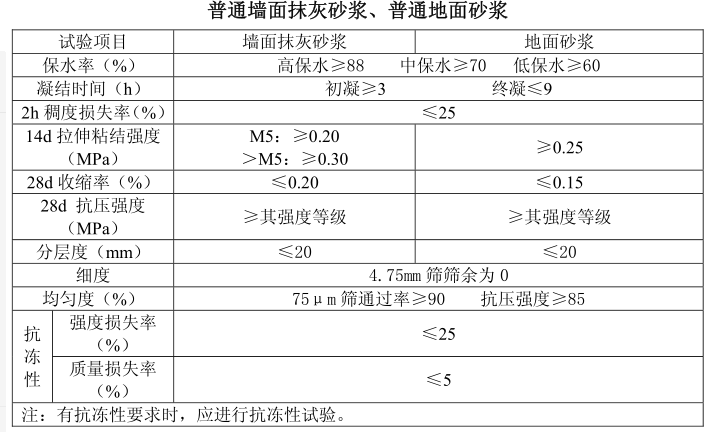 普通墙面抹灰砂浆、普通地面砂浆
试验项目 墙面抹灰砂浆 地面砂浆
保水率（%） 高保水≥88 中保水≥70 低保水≥60
凝结时间（h） 初凝≥3 终凝≤9
2h 稠度损失率（%） ≤25
14d 拉伸粘结强度
（MPa）
M5：≥0.20
＞M5：≥0.30
≥0.25
28d 收缩率（%） ≤0.20 ≤0.15
28d 抗压强度
（MPa）
≥其强度等级 ≥其强度等级
分层度（mm） ≤20 ≤20
细度 4.75mm 筛筛余为 0
均匀度（%） 75μm 筛通过率≥90 抗压强度≥85
抗
冻
性
强度损失率
（%）
≤25
质量损失率
（%）
≤5
注：有抗冻性要求时，应进行抗冻性试验。